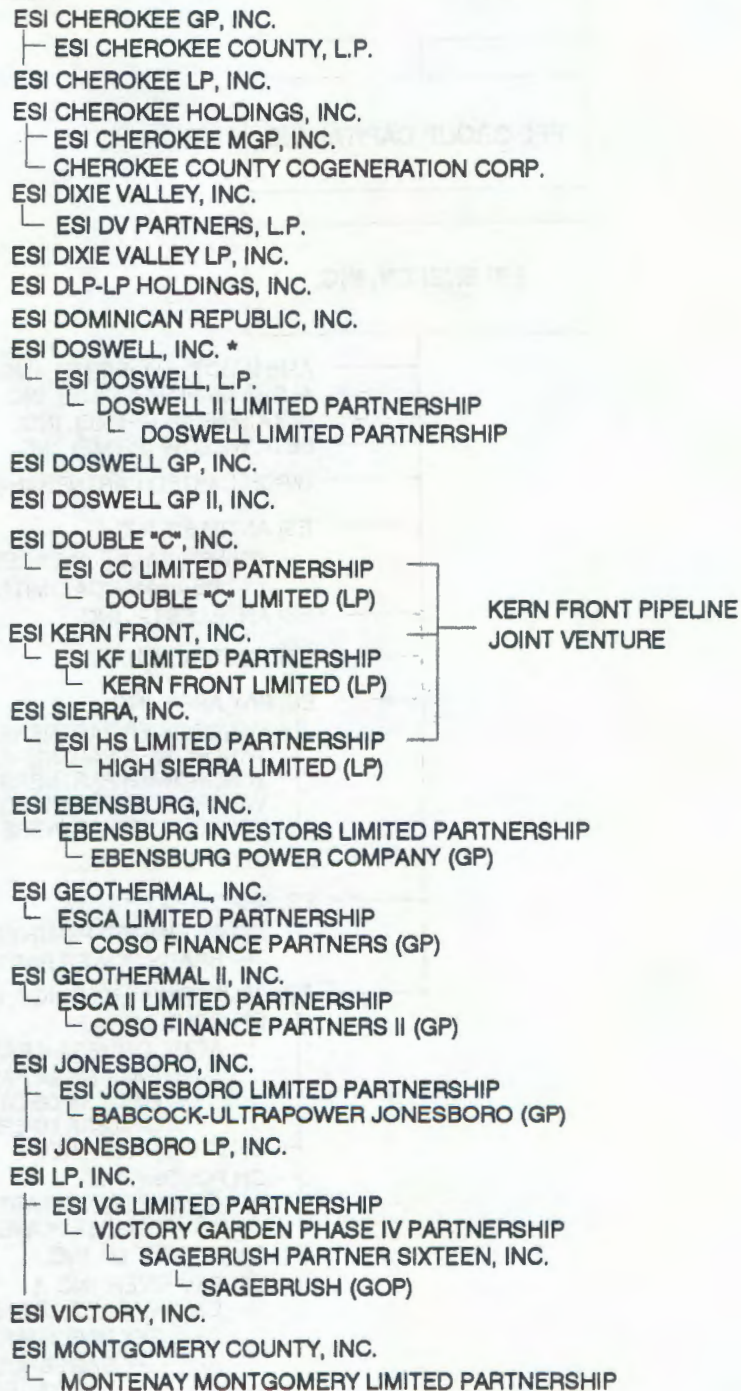 ESI CHEROKEE GP, INC.
ESI CHEROKEE COUNTY, L.P.
ESI CHEROKEE LP, INC.
ESI CHEROKEE HOLDINGS, INC.
ESI CHEROKEE MGP, INC.
CHEROKEE COUNTY COGENERATION CORP.
ESI DIXIE VALLEY, INC.
ESI DV PARTNERS, L.P.
ESI DIXIE VALLEY LP, INC.
ESI DLP-LP HOLDINGS, INC.
ESI DOMINICAN REPUBLIC, INC.
ESI DOSWELL, INC. *
ESI DOSWELL, L.P.
DOSWELL II LIMITED PARTNERSHIP
DOSWELL LIMITED PARTNERSHIP
ESI DOSWELL GP, INC.
ESI DOSWELL GP II, INC.
ESI DOUBLE "C", INC.
ESI CC LIMITED PATNERSHIP
DOUBLE "C" LIMITED (LP)
KERN FRONT PIPELINE
JOINT VENTURE
ESI KERN FRONT, INC.
ESI KF LIMITED PARTNERSHIP
KERN FRONT LIMITED (LP)
ESI SIERRA, INC.
ESI HS LIMITED PARTNERSHIP
HIGH SIERRA LIMITED (LP)
ESI EBENSBURG, INC.
EBENSBURG INVESTORS LIMITED PARTNERSHIP
EBENSBURG POWER COMPANY (GP)
ESI GEOTHERMAL, INC.
ESCA LIMITED PARTNERSHIP
COSO FINANCE PARTNERS (GP)
ESI GEOTHERMAL II, INC.
ESCA II LIMITED PARTNERSHIP
COSO FINANCE PARTNERS II (GP)
ESI JONESBORO, INC.
ESI JONESBORO LIMITED PARTNERSHIP
BABCOCK-ULTRAPOWER JONESBORO (GP)
ESI JONESBORO LP, INC.
ESI LP, INC.
ESI VG LIMITED PARTNERSHIP
VICTORY GARDEN PHASE IV PARTNERSHIP
SAGEBRUSH PARTNER SIXTEEN, INC.
SAGEBRUSH (GOP)
ESI VICTORY, INC.
ESI MONTGOMERY COUNTY, INC.
MONTENAY MONTGOMERY LIMITED PARTNERSHIP